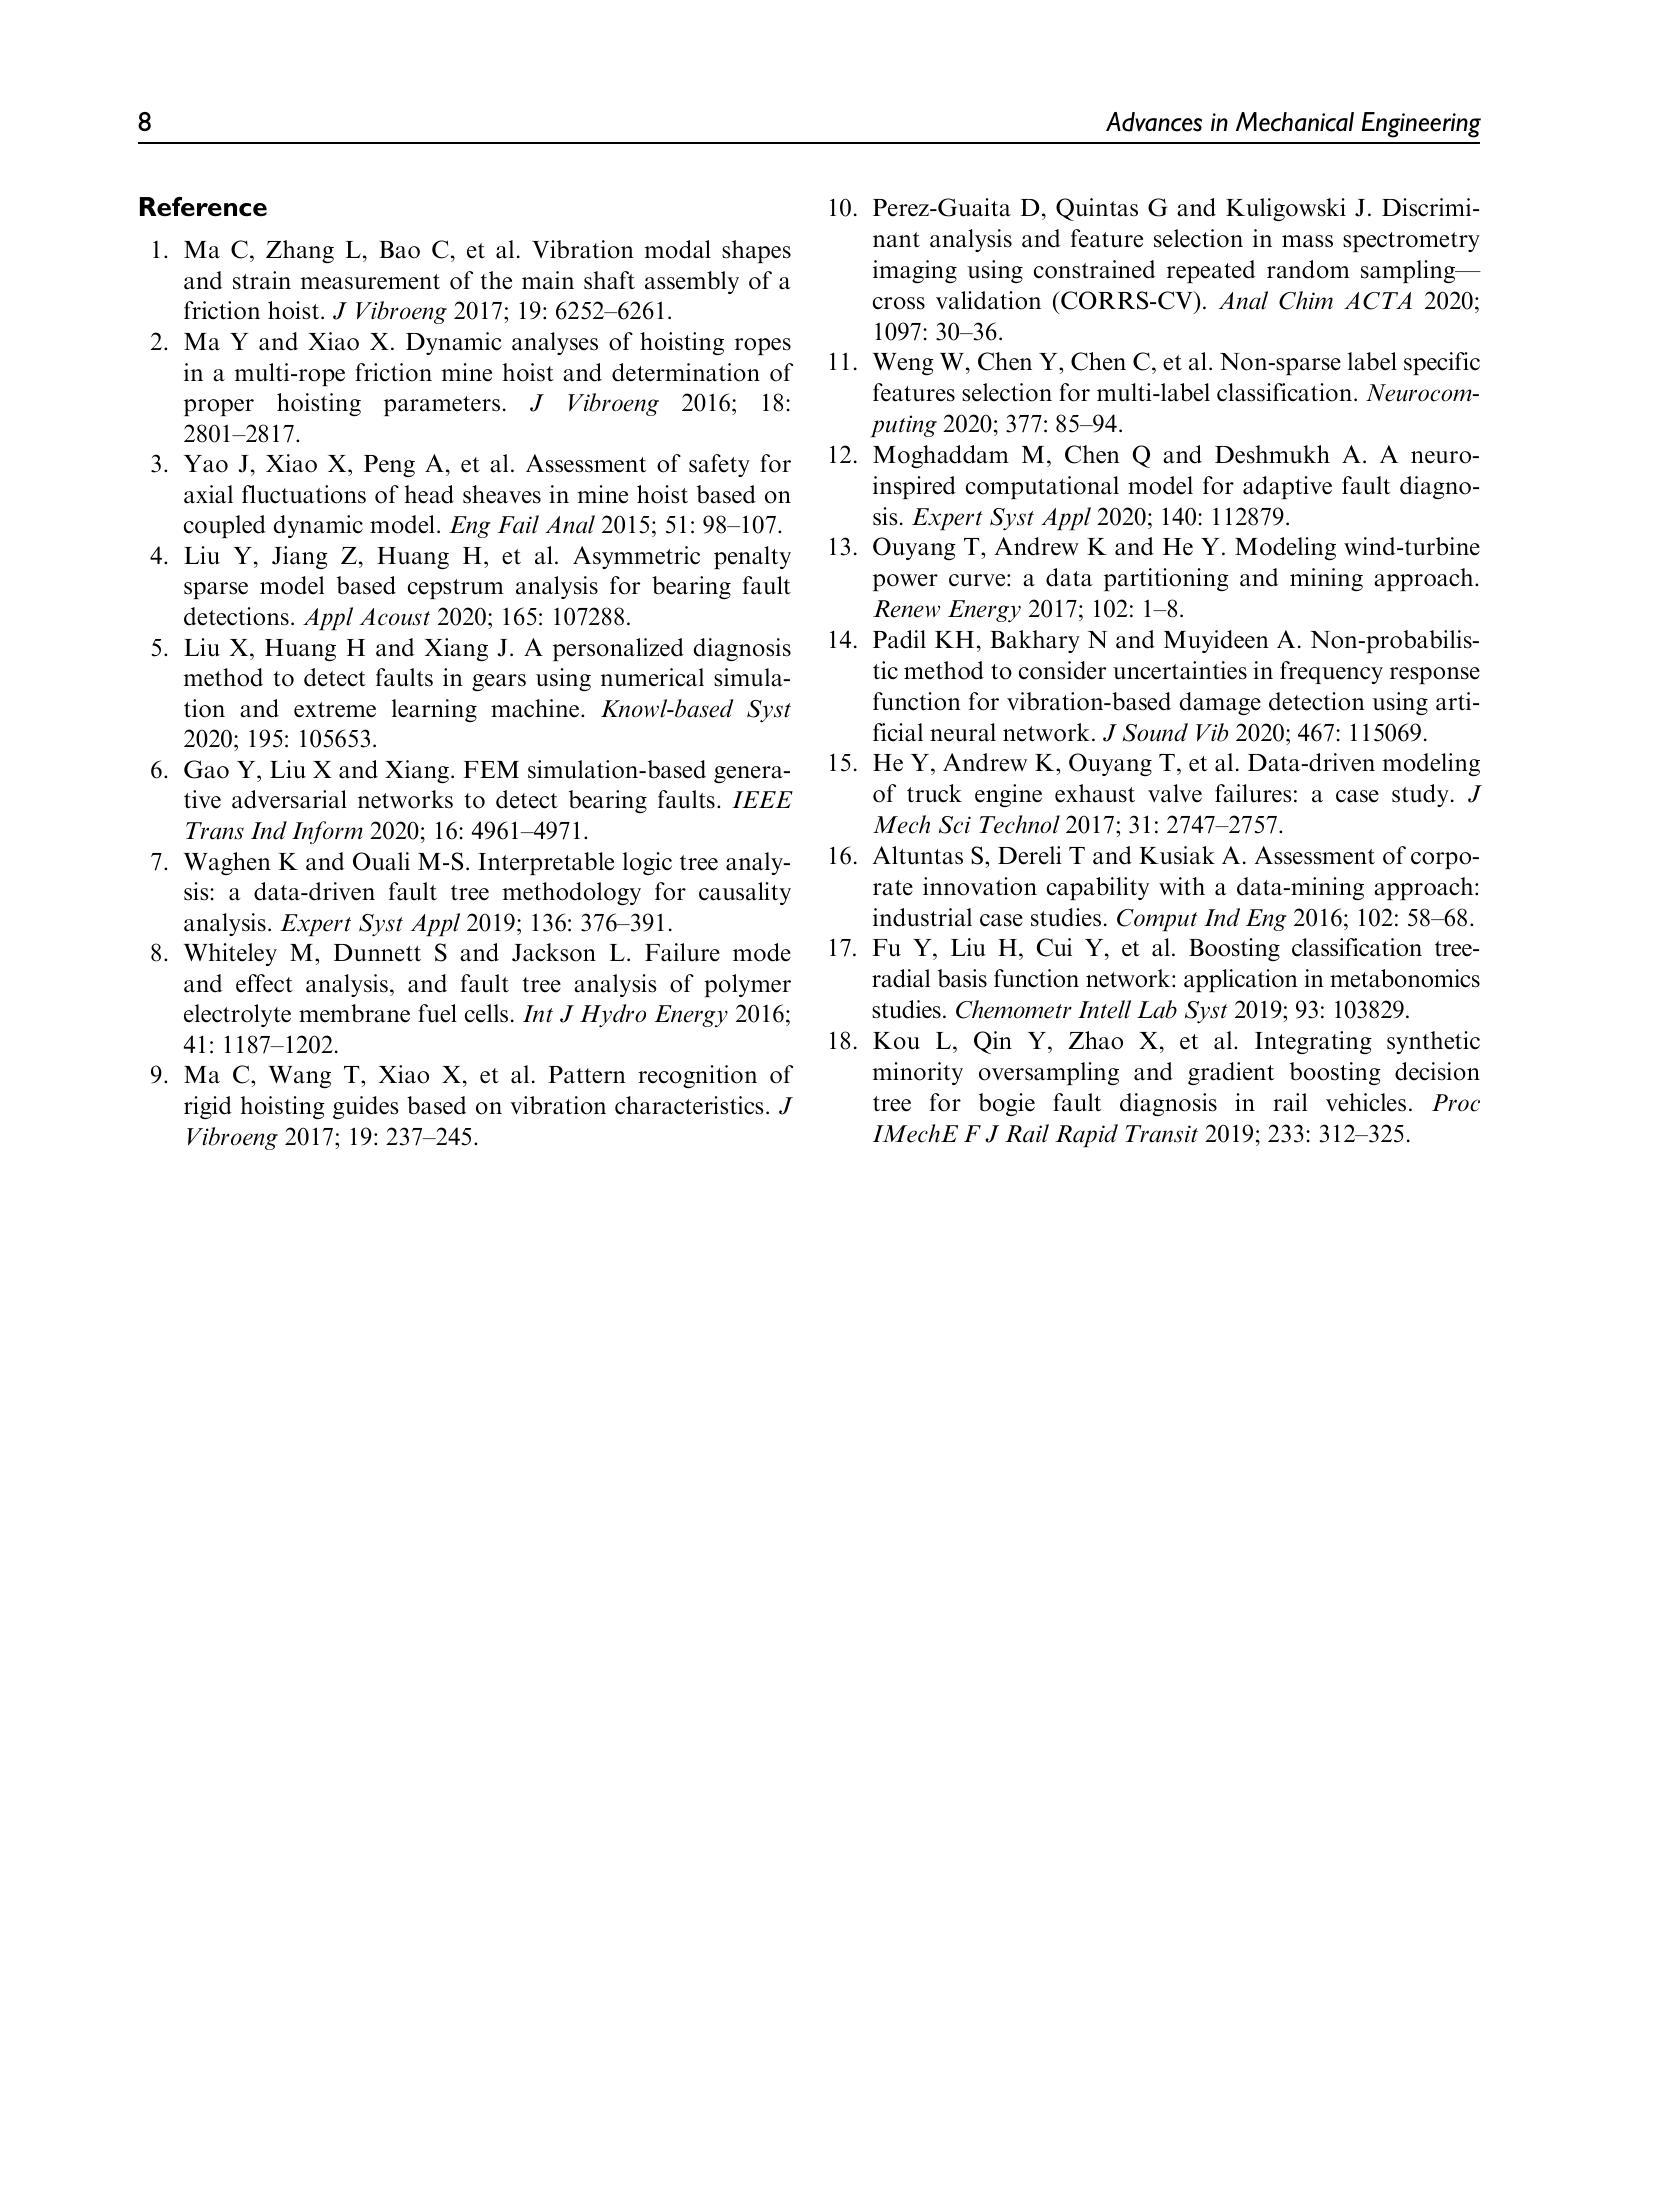 8
Advances in Mechanical Engineering
Reference
1. Ma C, Zhang L, Bao C, et al. Vibration modal shapes
and strain measurement of the main shaft assembly of a
friction hoist. J Vibroeng 2017; 19: 6252–6261.
2. Ma Y and Xiao X. Dynamic analyses of hoisting ropes
in a multi-rope friction mine hoist and determination of
proper hoisting parameters. J Vibroeng 2016; 18:
2801–2817.
3. Yao J, Xiao X, Peng A, et al. Assessment of safety for
axial fluctuations of head sheaves in mine hoist based on
coupled dynamic model. Eng Fail Anal 2015; 51: 98–107.
4. Liu Y, Jiang Z, Huang H, et al. Asymmetric penalty
sparse model based cepstrum analysis for bearing fault
detections. Appl Acoust 2020; 165: 107288.
5. Liu X, Huang H and Xiang J. A personalized diagnosis
method to detect faults in gears using numerical simula-
tion and extreme learning machine. Knowl-based Syst
2020; 195: 105653.
6. Gao Y, Liu X and Xiang. FEM simulation-based genera-
tive adversarial networks to detect bearing faults. IEEE
Trans Ind Inform 2020; 16: 4961–4971.
7. Waghen K and Ouali M-S. Interpretable logic tree analy-
sis: a data-driven fault tree methodology for causality
analysis. Expert Syst Appl 2019; 136: 376–391.
8. Whiteley M, Dunnett S and Jackson L. Failure mode
and effect analysis, and fault tree analysis of polymer
electrolyte membrane fuel cells. Int J Hydro Energy 2016;
41: 1187–1202.
9. Ma C, Wang T, Xiao X, et al. Pattern recognition of
rigid hoisting guides based on vibration characteristics. J
Vibroeng 2017; 19: 237–245.
10. Perez-Guaita D, Quintas G and Kuligowski J. Discrimi-
nant analysis and feature selection in mass spectrometry
imaging using constrained repeated random sampling—
cross validation (CORRS-CV). Anal Chim ACTA 2020;
1097: 30–36.
11. Weng W, Chen Y, Chen C, et al. Non-sparse label specific
features selection for multi-label classification. Neurocom-
puting 2020; 377: 85–94.
12. Moghaddam M, Chen Q and Deshmukh A. A neuro-
inspired computational model for adaptive fault diagno-
sis. Expert Syst Appl 2020; 140: 112879.
13. Ouyang T, Andrew K and He Y. Modeling wind-turbine
power curve: a data partitioning and mining approach.
Renew Energy 2017; 102: 1–8.
14. Padil KH, Bakhary N and Muyideen A. Non-probabilis-
tic method to consider uncertainties in frequency response
function for vibration-based damage detection using arti-
ficial neural network. J Sound Vib 2020; 467: 115069.
15. He Y, Andrew K, Ouyang T, et al. Data-driven modeling
of truck engine exhaust valve failures: a case study. J
Mech Sci Technol 2017; 31: 2747–2757.
16. Altuntas S, Dereli T and Kusiak A. Assessment of corpo-
rate innovation capability with a data-mining approach:
industrial case studies. Comput Ind Eng 2016; 102: 58–68.
17. Fu Y, Liu H, Cui Y, et al. Boosting classification tree-
radial basis function network: application in metabonomics
studies. Chemometr Intell Lab Syst 2019; 93: 103829.
18. Kou L, Qin Y, Zhao X, et al. Integrating synthetic
minority oversampling and gradient boosting decision
tree for bogie fault diagnosis in rail vehicles. Proc
IMechE F J Rail Rapid Transit 2019; 233: 312–325.